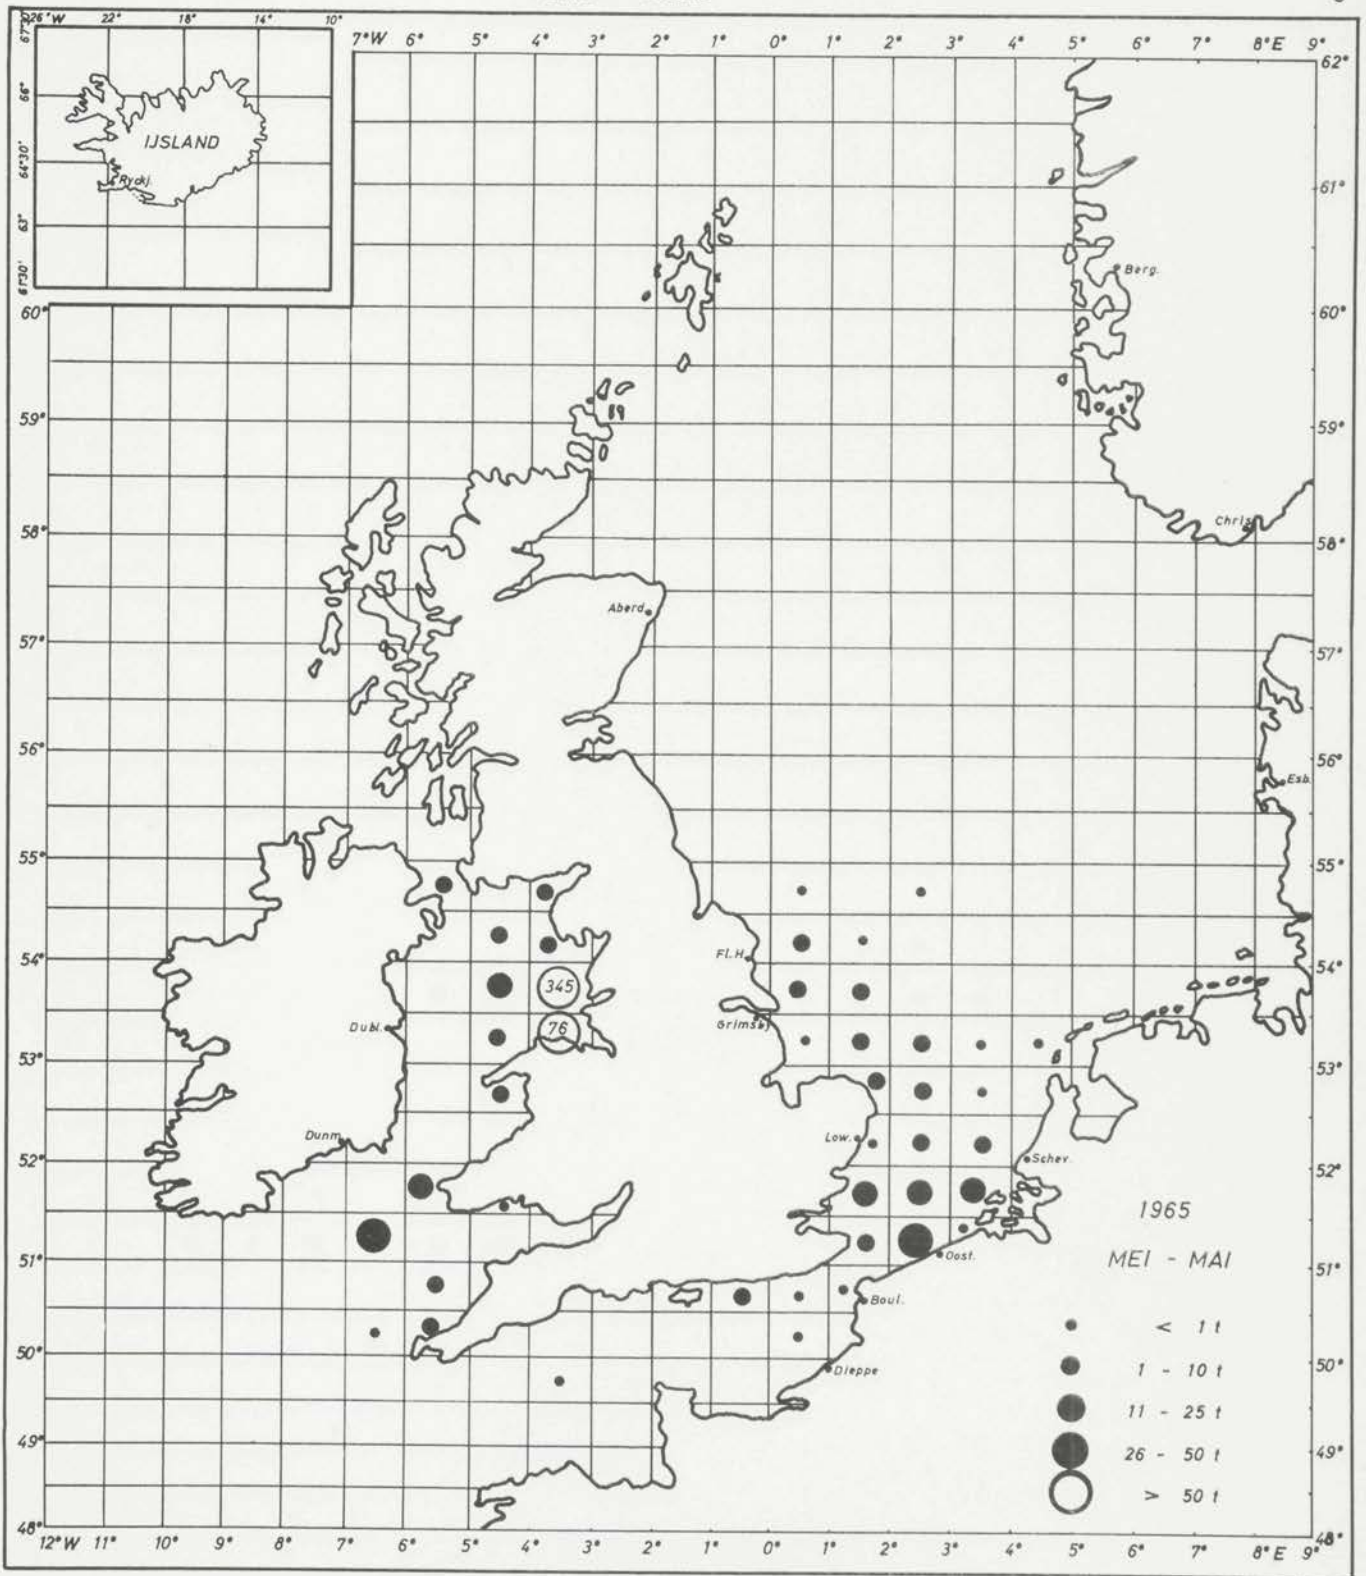 26°W 22° 18° 14° 10°
67°30'
66°
64°30'
63°
61°30'
IJSLAND
Ryckj.
7°W 6° 5° 4° 3° 2° 1° 0° 1° 2° 3° 4° 5° 6° 7° 8°E 9°
62°
61°
Berg.
60° 60°
59° 59°
Chris
58° 58°
Aberd.
57° 57°
56° 56°
Esb.
55° 55°
Fl.H.
54° 54°
345
Dubl. 76 Grimsby
53° 53°
Dunm. Low.
52° 52°
Schev.
1965
51° 51°
Oost.
MEI - MAI
Boul.
< 1 t
50° 50°
Dieppe
1 - 10 t
11 - 25 t
49° 49°
26 - 50 t
> 50 t
48° 48°
12°W 11° 10° 9° 8° 7° 6° 5° 4° 3° 2° 1° 0° 1° 2° 3° 4° 5° 6° 7° 8°E 9°